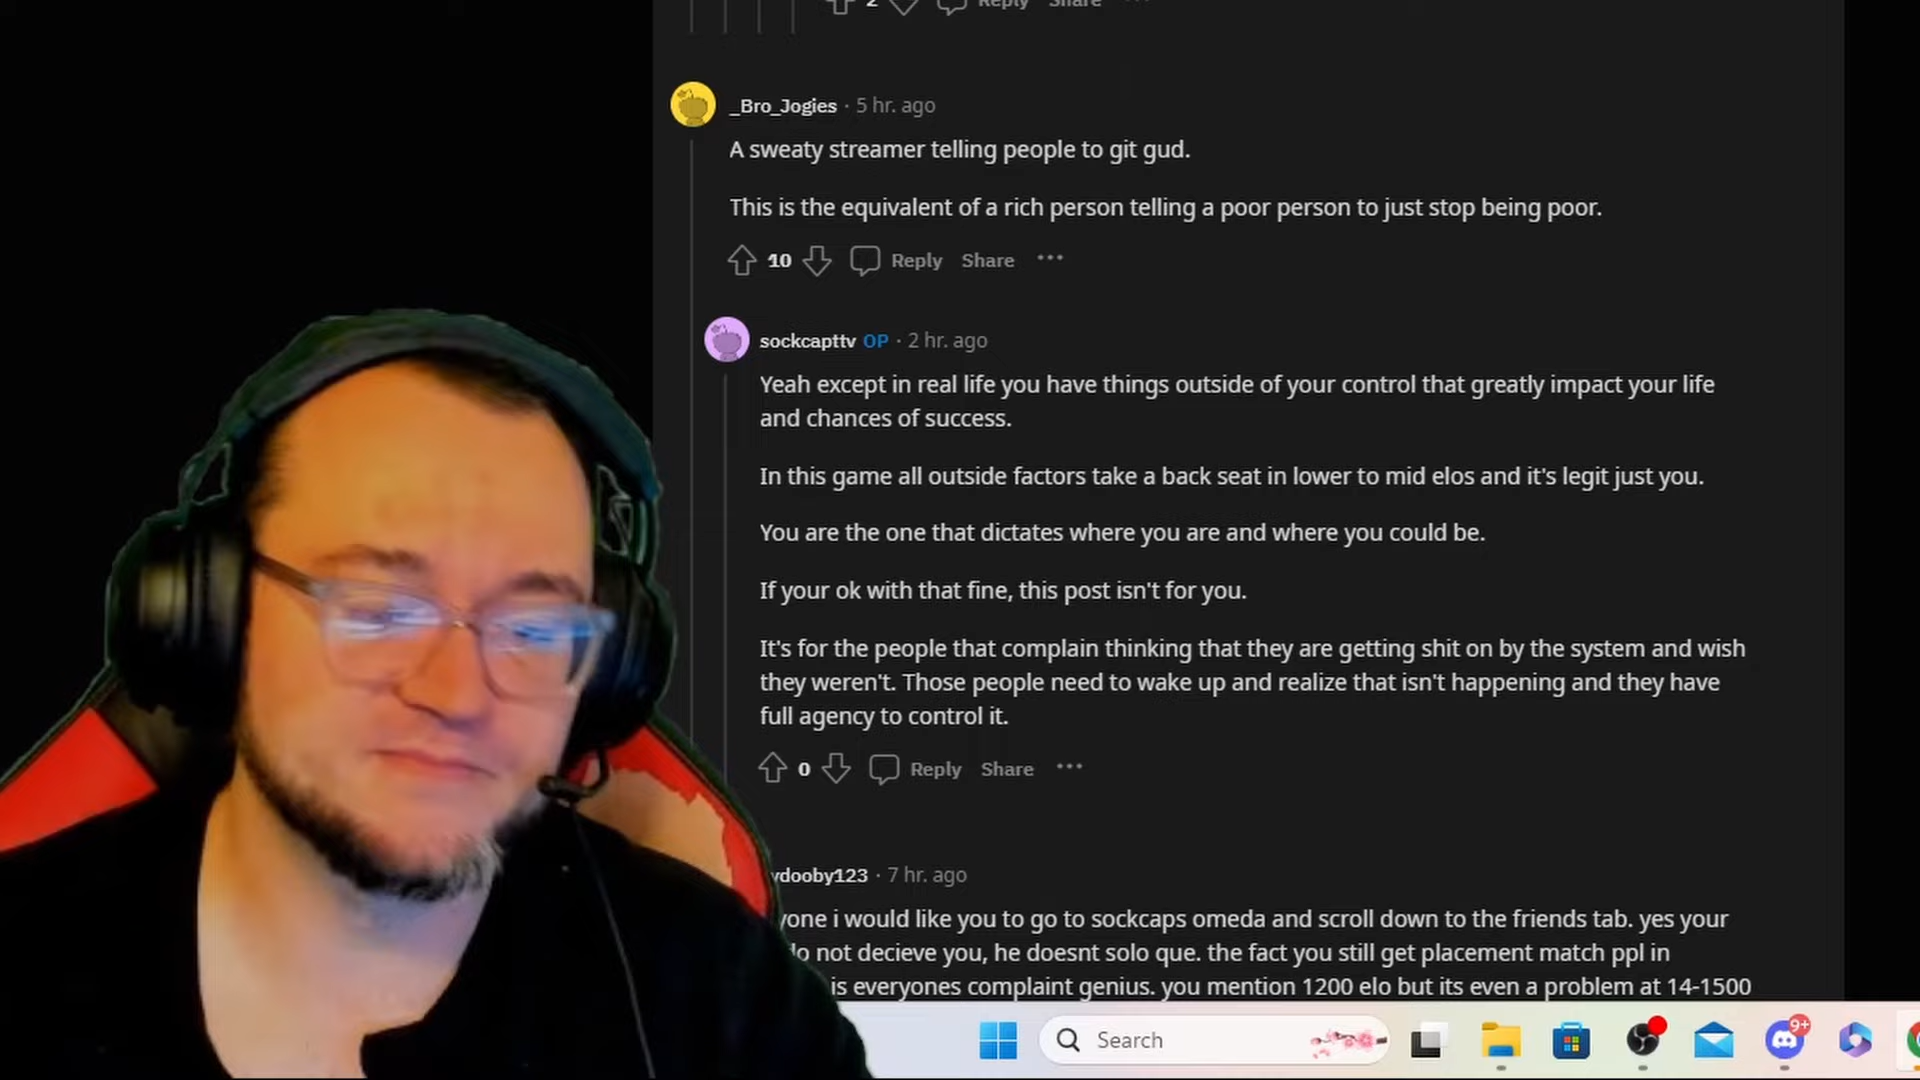 2 Reply Share ···
_Bro_Jogies · 5 hr. ago
A sweaty streamer telling people to git gud.
This is the equivalent of a rich person telling a poor person to just stop being poor.
10 Reply Share ···
sockcapttv OP · 2 hr. ago
Yeah except in real life you have things outside of your control that greatly impact your life
and chances of success.
In this game all outside factors take a back seat in lower to mid elos and it's legit just you.
You are the one that dictates where you are and where you could be.
If your ok with that fine, this post isn't for you.
It's for the people that complain thinking that they are getting shit on by the system and wish
they weren't. Those people need to wake up and realize that isn't happening and they have
full agency to control it.
0 Reply Share ···
dooby123 · 7 hr. ago
yone i would like you to go to sockcaps omeda and scroll down to the friends tab. yes your
do not decieve you, he doesnt solo que. the fact you still get placement match ppl in
is everyones complaint genius. you mention 1200 elo but its even a problem at 14-1500
Search
9+